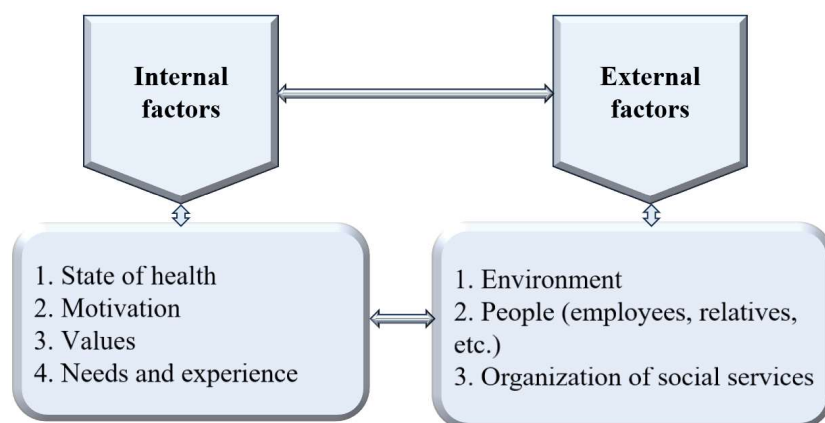 Internal
factors
External
factors
1. State of health
2. Motivation
3. Values
4. Needs and experience
1. Environment
2. People (employees, relatives,
etc.)
3. Organization of social services